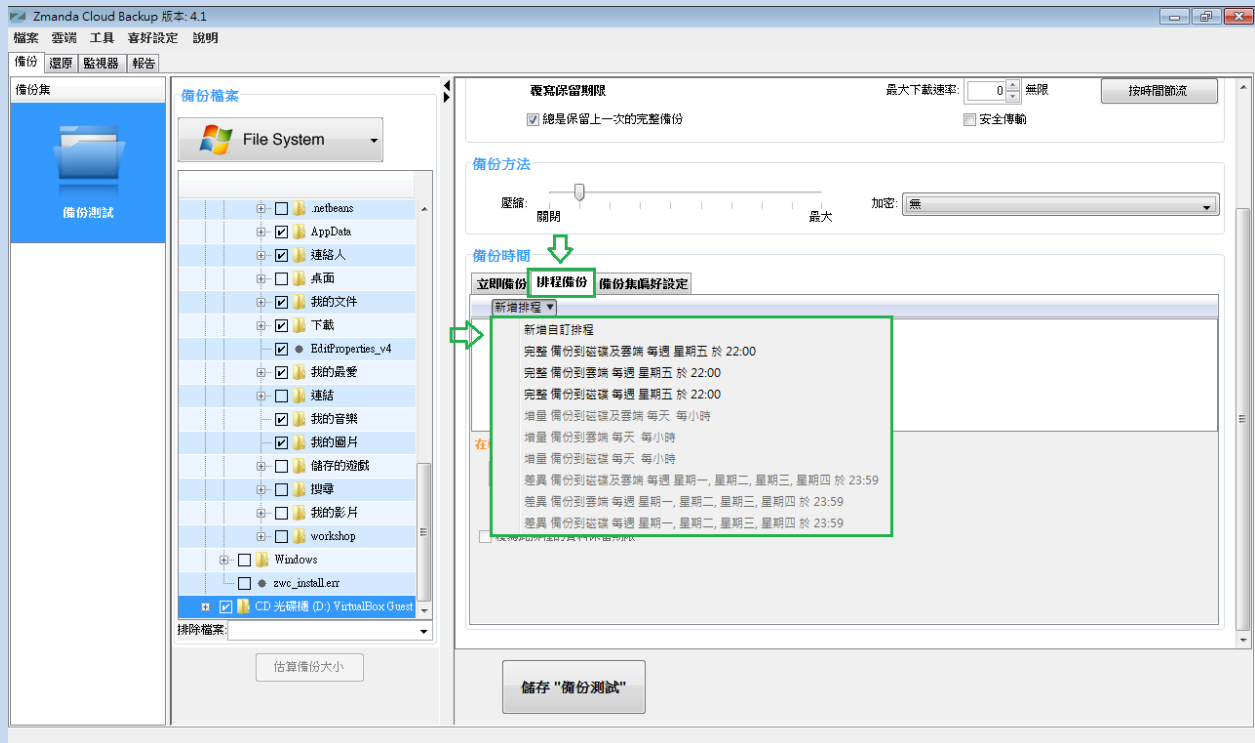 Zmanda Cloud Backup 版本: 4.1
檔案 雲端 工具 喜好設定 說明
備份 還原 監視器 報告
備份集
備份測試
備份檔案
File System
.netbeans
AppData
連絡人
桌面
我的文件
下載
EditProperties_v4
我的最愛
連結
我的音樂
我的圖片
儲存的遊戲
搜尋
我的影片
workshop
Windows
zwc_install.err
CD 光碟機 (D:) VirtualBox Guest
排除檔案:
估算備份大小
覆寫保留期限
最大下載速率: 0 無限 按時間節流
總是保留上一次的完整備份
安全傳輸
備份方法
壓縮:
關閉 最大
加密: 無
備份時間
立即備份 排程備份 備份集偏好設定
新增排程
新增自訂排程
完整 備份到磁碟及雲端 每週 星期五 於 22:00
完整 備份到雲端 每週 星期五 於 22:00
完整 備份到磁碟 每週 星期五 於 22:00
增量 備份到磁碟及雲端 每天 每小時
增量 備份到雲端 每天 每小時
增量 備份到磁碟 每天 每小時
差異 備份到磁碟及雲端 每週 星期一, 星期二, 星期三, 星期四 於 23:59
差異 備份到雲端 每週 星期一, 星期二, 星期三, 星期四 於 23:59
差異 備份到磁碟 每週 星期一, 星期二, 星期三, 星期四 於 23:59
在
儲存 "備份測試"